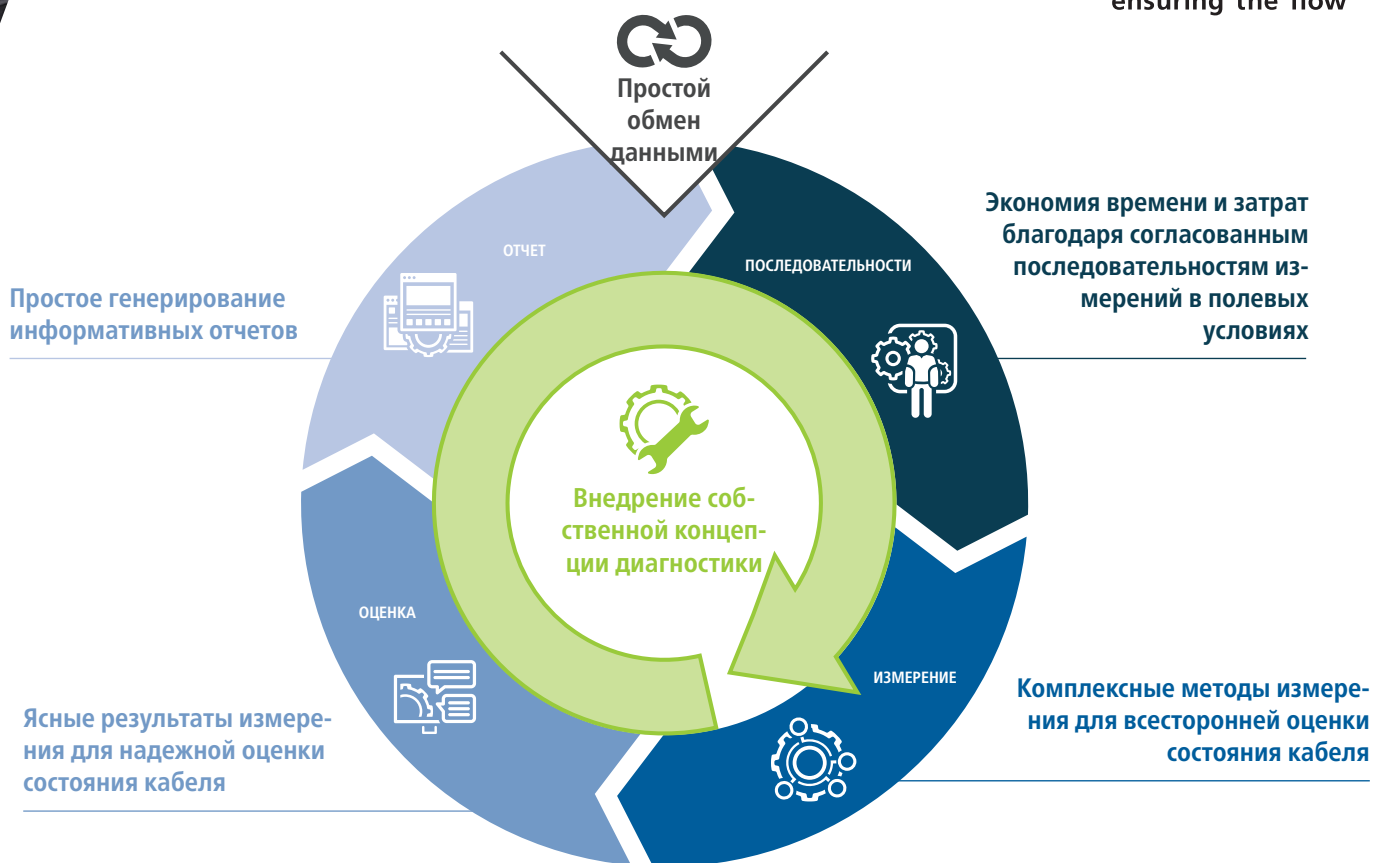 ensuring the flow
Простой
обмен
данными
ОТЧЕТ
ПОСЛЕДОВАТЕЛЬНОСТИ
Экономия времени и затрат
благодаря согласованным
последовательностям из-
мерений в полевых
условиях
Простое генерирование
информативных отчетов
Внедрение соб-
ственной концеп-
ции диагностики
ОЦЕНКА
ИЗМЕРЕНИЕ
Ясные результаты измере-
ния для надежной оценки
состояния кабеля
Комплексные методы измере-
ния для всесторонней оценки
состояния кабеля